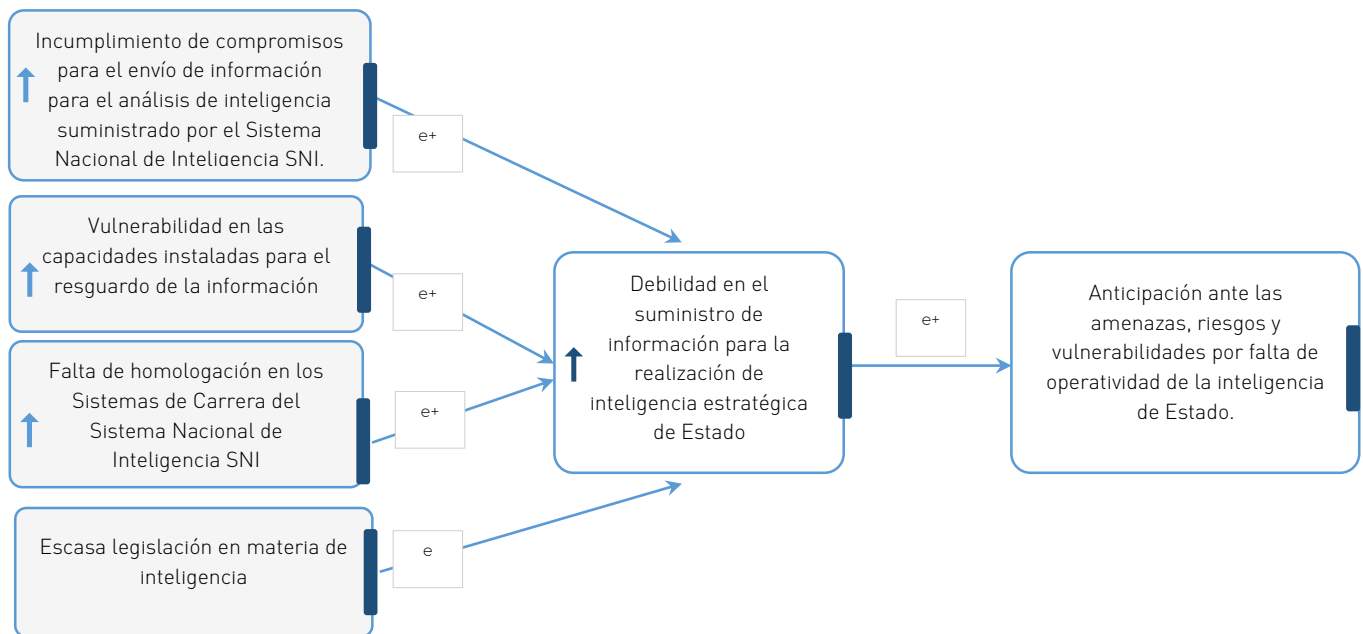 Incumplimiento de compromisos
para el envío de información
para el análisis de inteligencia
suministrado por el Sistema
Nacional de Inteligencia SNI.
e+
Vulnerabilidad en las
capacidades instaladas para el
resguardo de la información
e+
Falta de homologación en los
Sistemas de Carrera del
Sistema Nacional de
Inteligencia SNI
e+
Escasa legislación en materia de
inteligencia
e
Debilidad en el
suministro de
información para la
realización de
inteligencia estratégica
de Estado
e+
Anticipación ante las
amenazas, riesgos y
vulnerabilidades por falta de
operatividad de la inteligencia
de Estado.